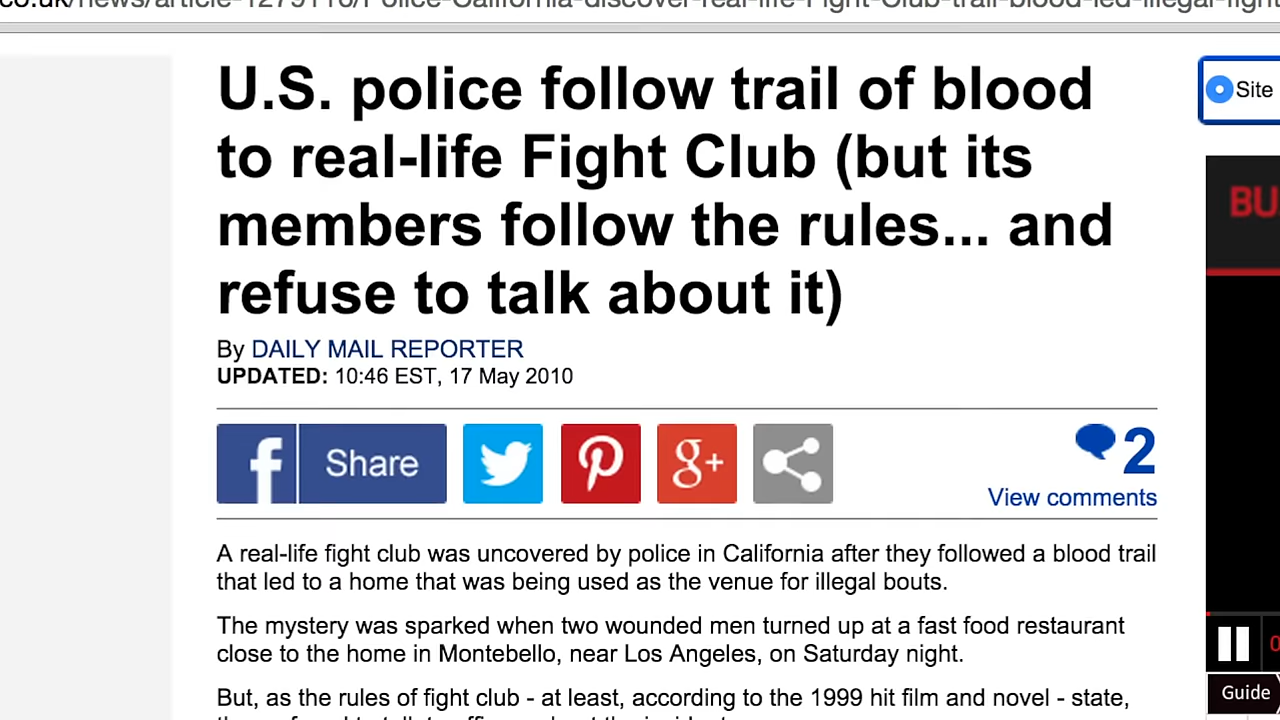 .co.uk/news/article-1279116/Police-California-discover-real-life-Fight-Club-trail-blood-led-illegal-fight
U.S. police follow trail of blood
to real-life Fight Club (but its
members follow the rules... and
refuse to talk about it)
By DAILY MAIL REPORTER
UPDATED: 10:46 EST, 17 May 2010
f Share
g+
2
View comments
A real-life fight club was uncovered by police in California after they followed a blood trail
that led to a home that was being used as the venue for illegal bouts.
The mystery was sparked when two wounded men turned up at a fast food restaurant
close to the home in Montebello, near Los Angeles, on Saturday night.
But, as the rules of fight club - at least, according to the 1999 hit film and novel - state,
Site
BU
0
Guide